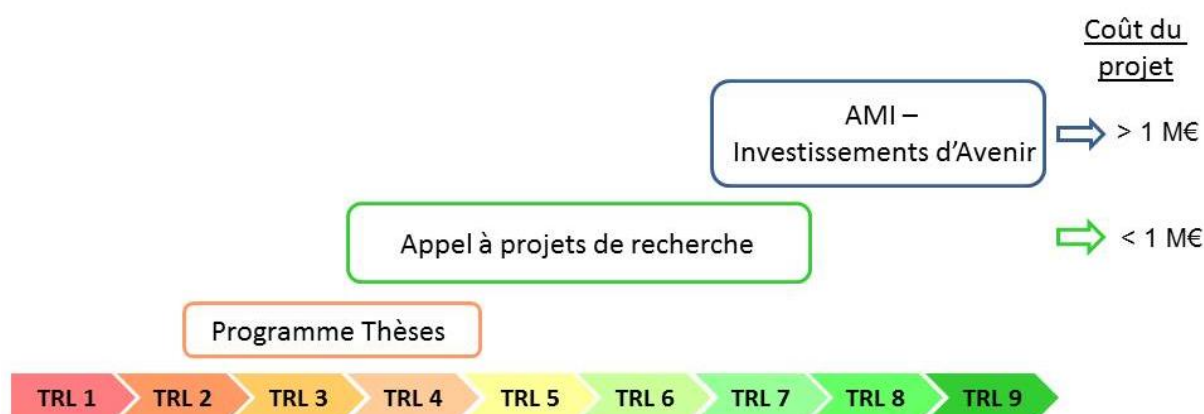 Coût du
projet
AMI –
Investissements d’Avenir
> 1 M€
Appel à projets de recherche
< 1 M€
Programme Thèses
TRL 1
TRL 2
TRL 3
TRL 4
TRL 5
TRL 6
TRL 7
TRL 8
TRL 9